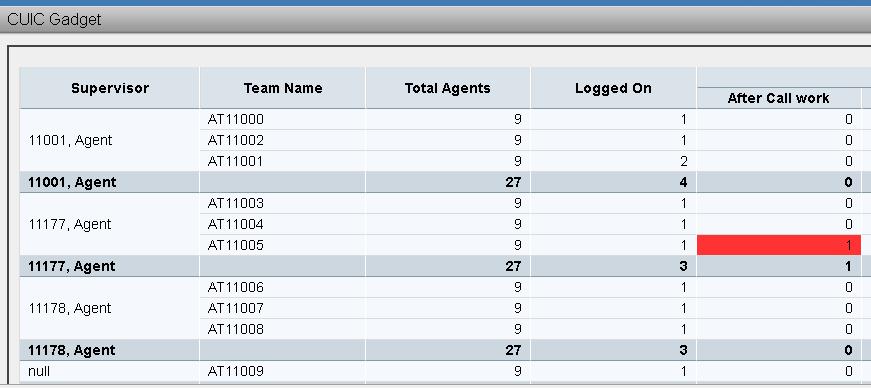 CUIC Gadget
Supervisor Team Name Total Agents Logged On After Call work
AT11000 9 1 0
11001, Agent AT11002 9 1 0
AT11001 9 2 0
11001, Agent 27 4 0
AT11003 9 1 0
11177, Agent AT11004 9 1 0
AT11005 9 1 1
11177, Agent 27 3 1
AT11006 9 1 0
11178, Agent AT11007 9 1 0
AT11008 9 1 0
11178, Agent 27 3 0
null AT11009 9 1 0